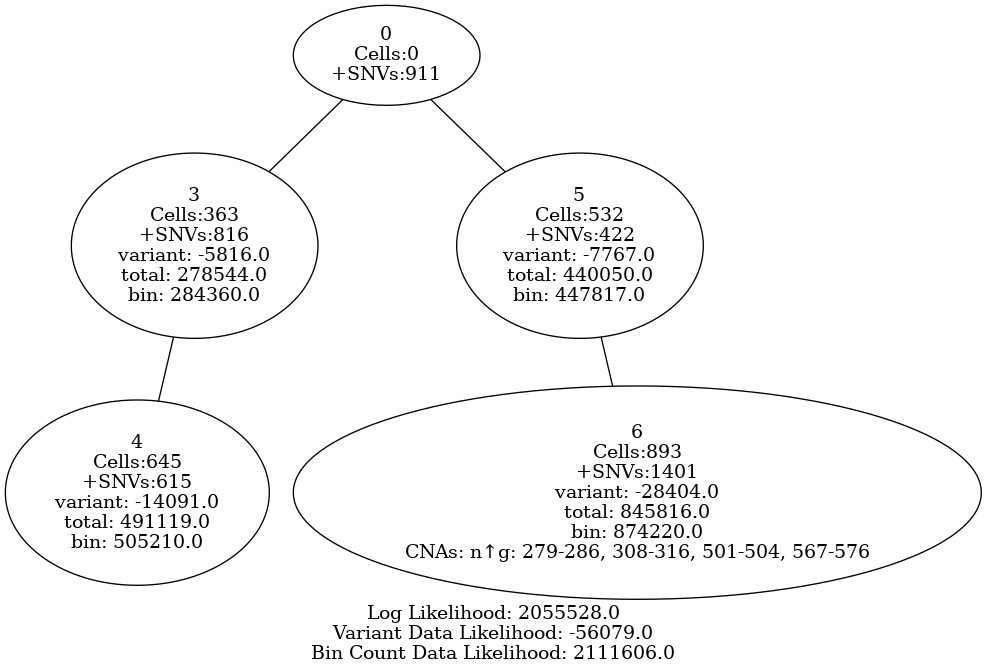 0
Cells:0
+SNVs:911
3
Cells:363
+SNVs:816
variant: -5816.0
total: 278544.0
bin: 284360.0
5
Cells:532
+SNVs:422
variant: -7767.0
total: 440050.0
bin: 447817.0
4
Cells:645
+SNVs:615
variant: -14091.0
total: 491119.0
bin: 505210.0
6
Cells:893
+SNVs:1401
variant: -28404.0
total: 845816.0
bin: 874220.0
CNAs: n↑g: 279-286, 308-316, 501-504, 567-576
Log Likelihood: 2055528.0
Variant Data Likelihood: -56079.0
Bin Count Data Likelihood: 2111606.0